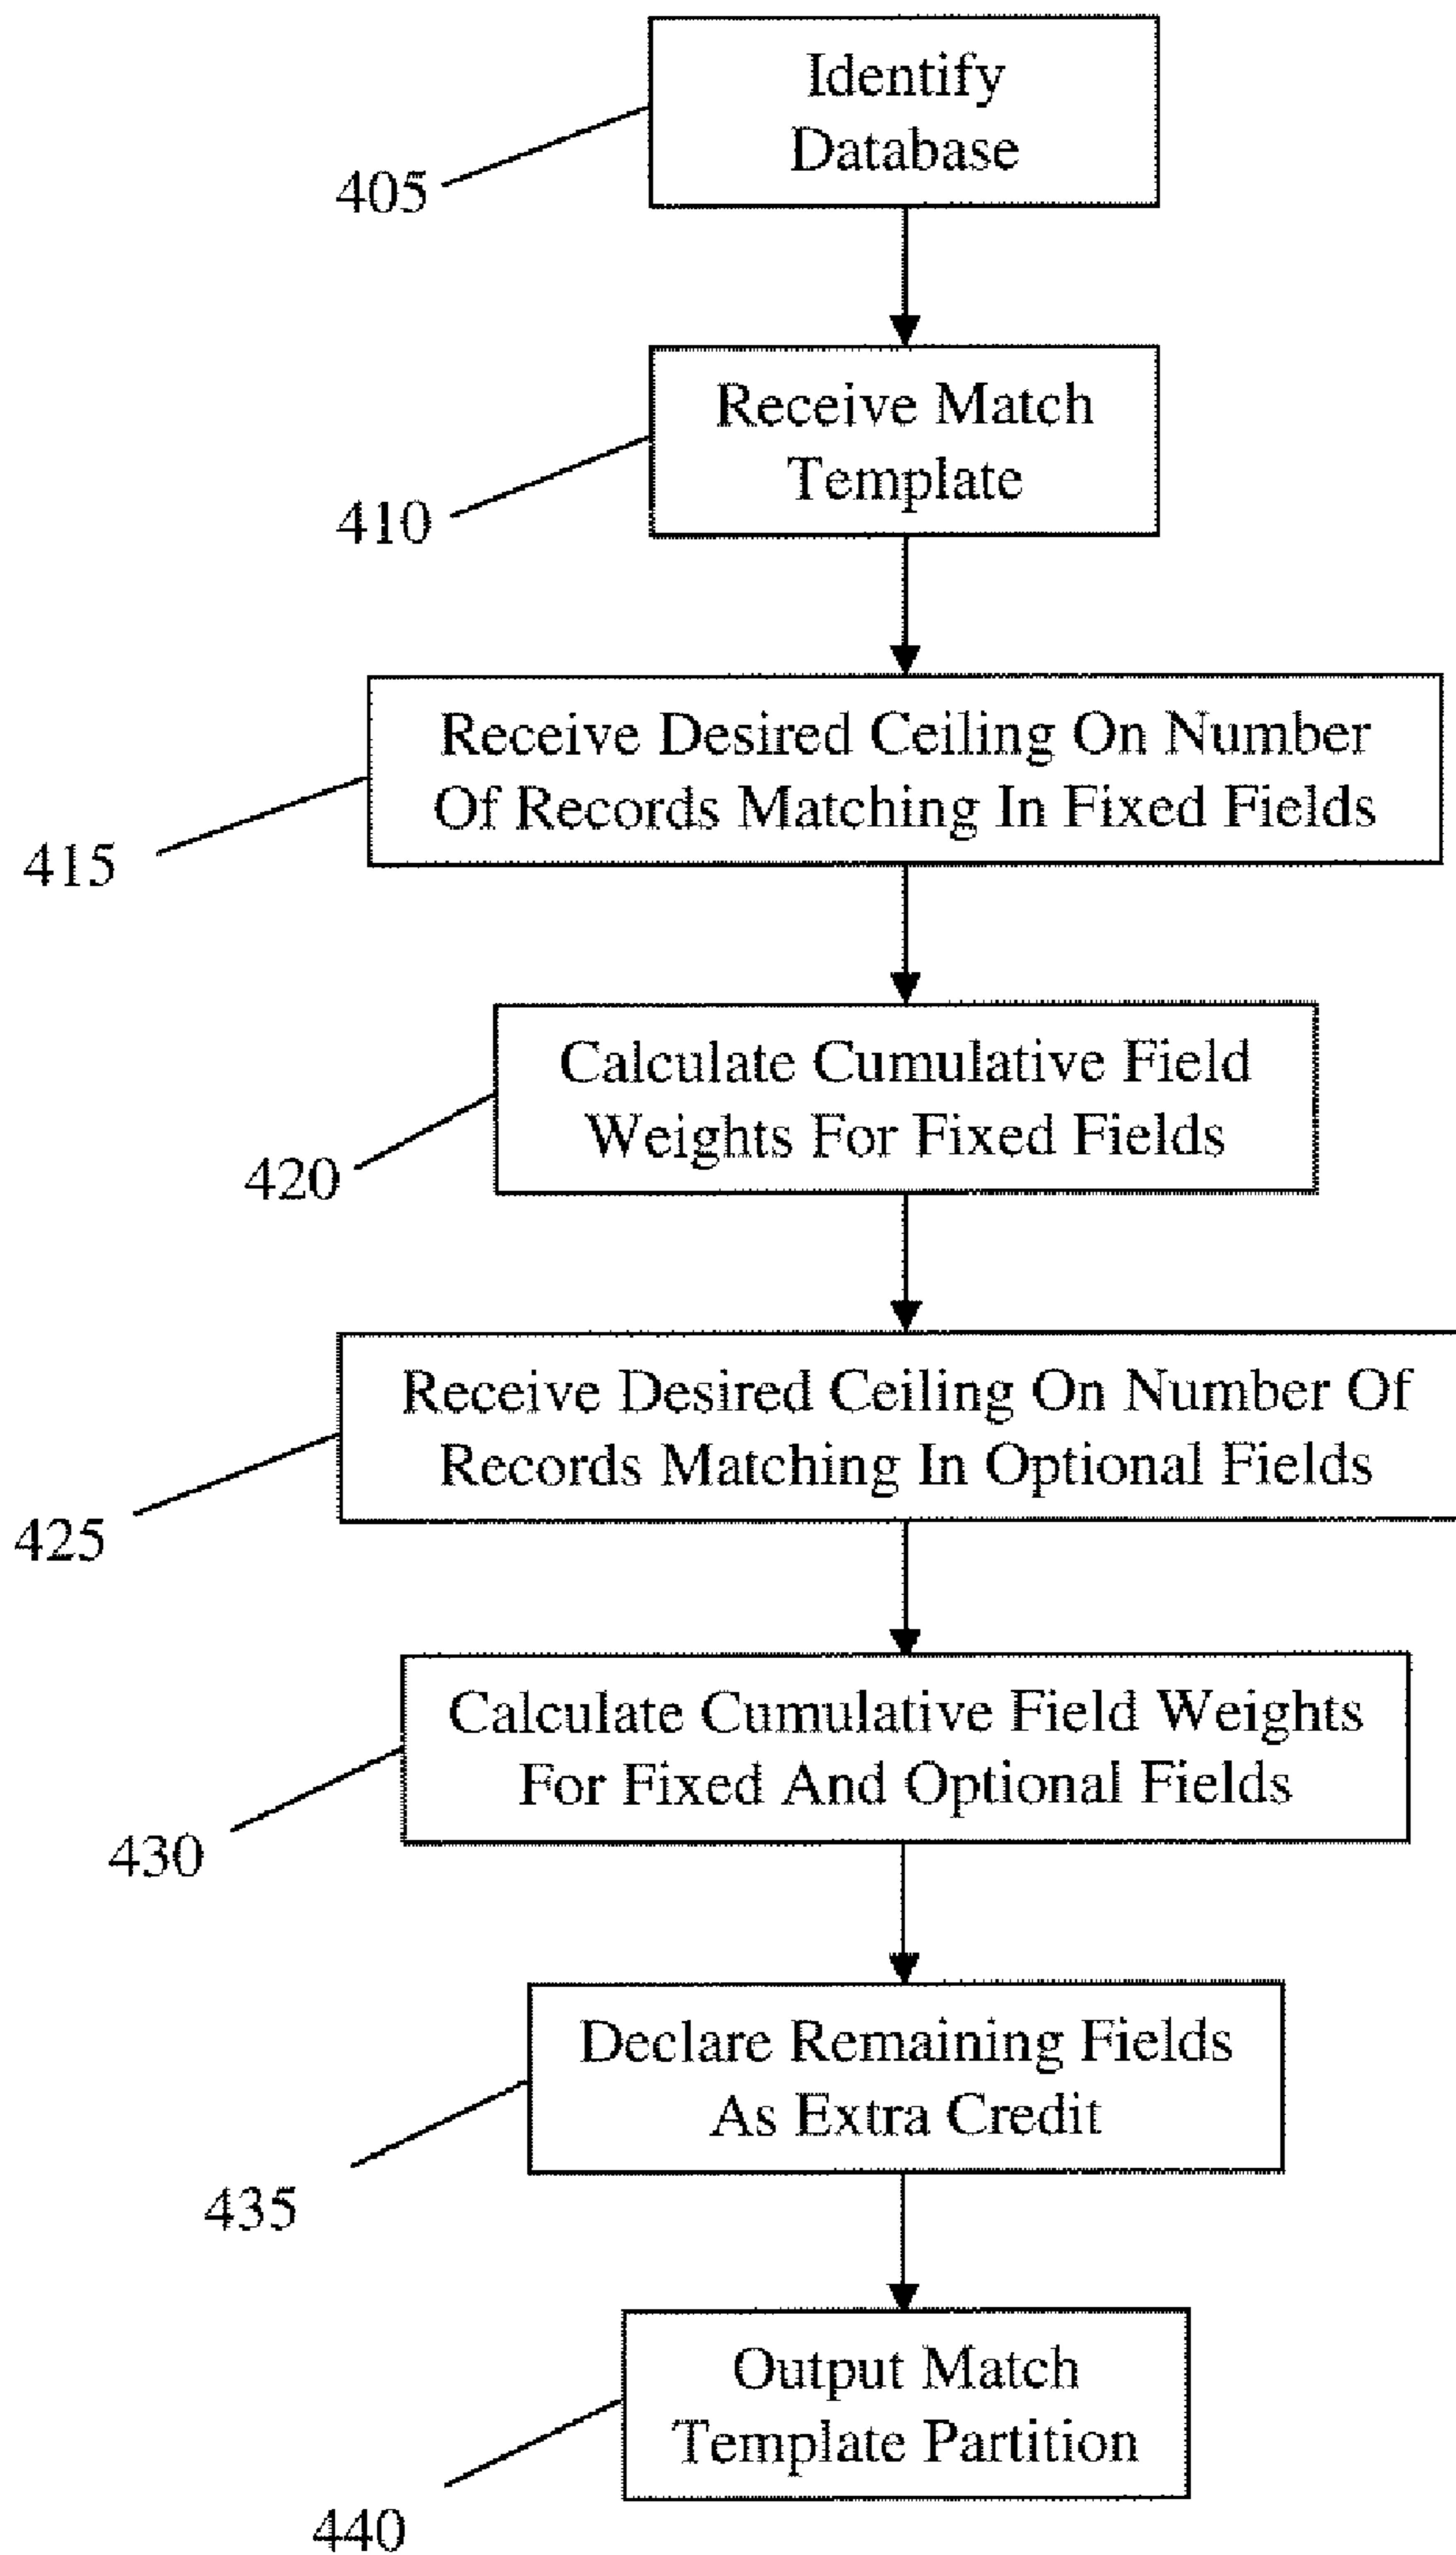 Identify
Database
405
Receive Match
Template
410
Receive Desired Ceiling On Number
Of Records Matching In Fixed Fields
415
Calculate Cumulative Field
Weights For Fixed Fields
420
Receive Desired Ceiling On Number Of
Records Matching In Optional Fields
425
Calculate Cumulative Field Weights
For Fixed And Optional Fields
430
Declare Remaining Fields
As Extra Credit
435
Output Match
Template Partition
440